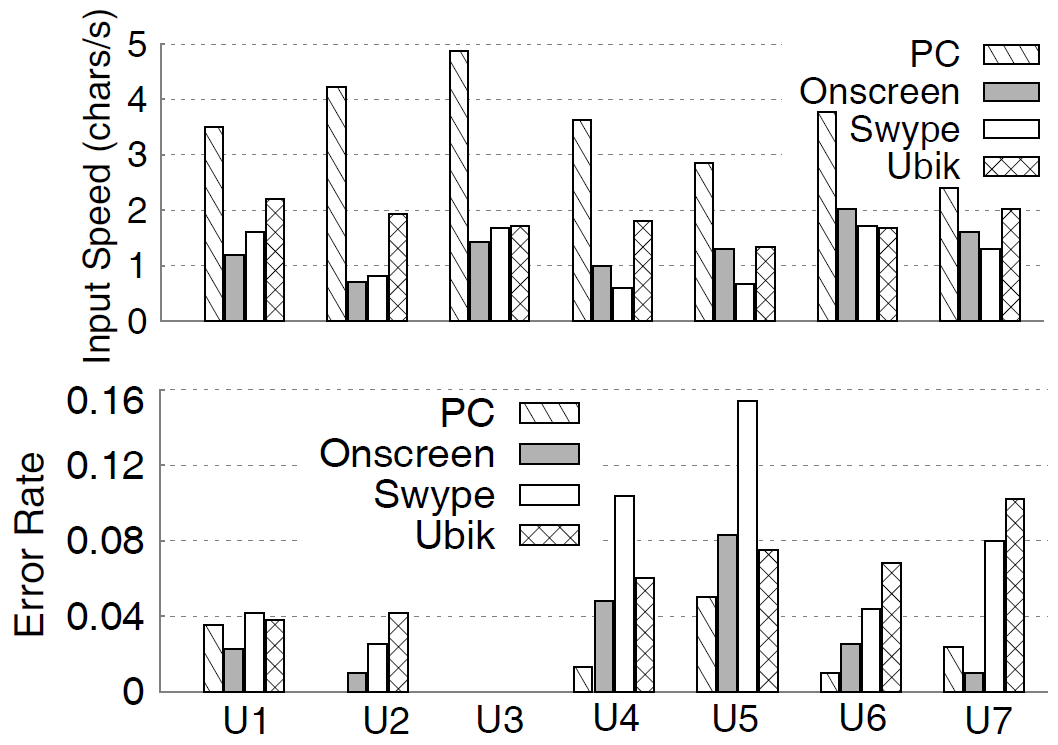 Input Speed (chars/s)
5
4
3
2
1
0
PC
Onscreen
Swype
Ubik
Error Rate
0.16
0.12
0.08
0.04
0
PC
Onscreen
Swype
Ubik
U1 U2 U3 U4 U5 U6 U7